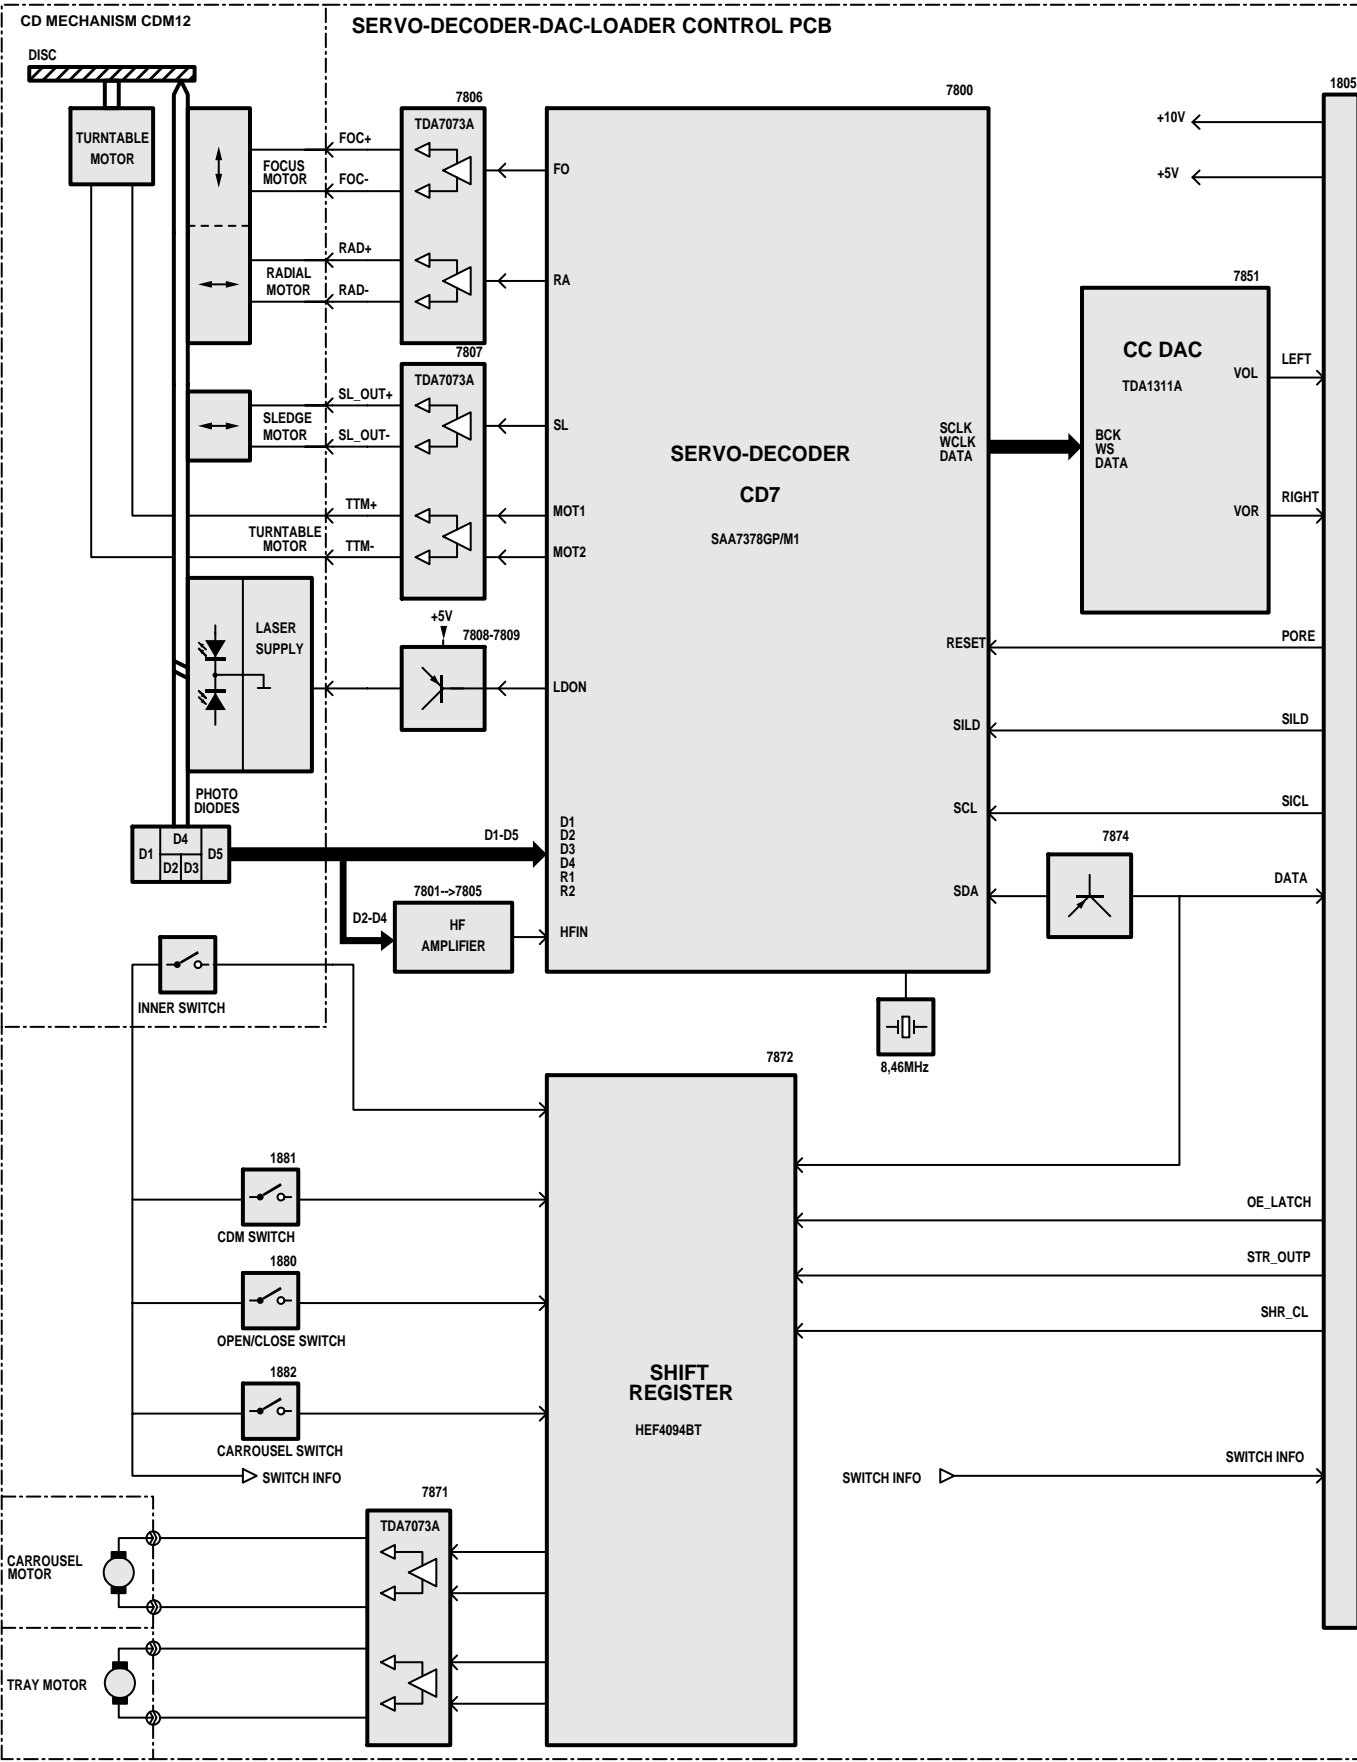 CD MECHANISM CDM12
SERVO-DECODER-DAC-LOADER CONTROL PCB
DISC
TURNTABLE
MOTOR
7806
TDA7073A
FOC+
FOCUS
MOTOR
FOC-
RAD+
RADIAL
MOTOR
RAD-
7807
TDA7073A
SL_OUT+
SLEDGE
MOTOR
SL_OUT-
TTM+
TURNTABLE
MOTOR
TTM-
LASER
SUPPLY
+5V
7808-7809
PHOTO
DIODES
D1
D4
D2
D3
D5
D1-D5
D2-D4
7801-->7805
HF
AMPLIFIER
INNER SWITCH
7800
FO
RA
SL
MOT1
MOT2
LDON
D1
D2
D3
D4
R1
R2
HFIN
SERVO-DECODER
CD7
SAA7378GP/M1
SCLK
WCLK
DATA
RESET
SILD
SCL
SDA
8,46MHz
1805
+10V
+5V
7851
CC DAC
TDA1311A
VOL
BCK
WS
DATA
VOR
LEFT
RIGHT
PORE
SILD
SICL
7874
DATA
7872
SHIFT
REGISTER
HEF4094BT
OE_LATCH
STR_OUTP
SHR_CL
SWITCH INFO
SWITCH INFO
1881
CDM SWITCH
1880
OPEN/CLOSE SWITCH
1882
CARROUSEL SWITCH
SWITCH INFO
7871
TDA7073A
CARROUSEL
MOTOR
TRAY MOTOR